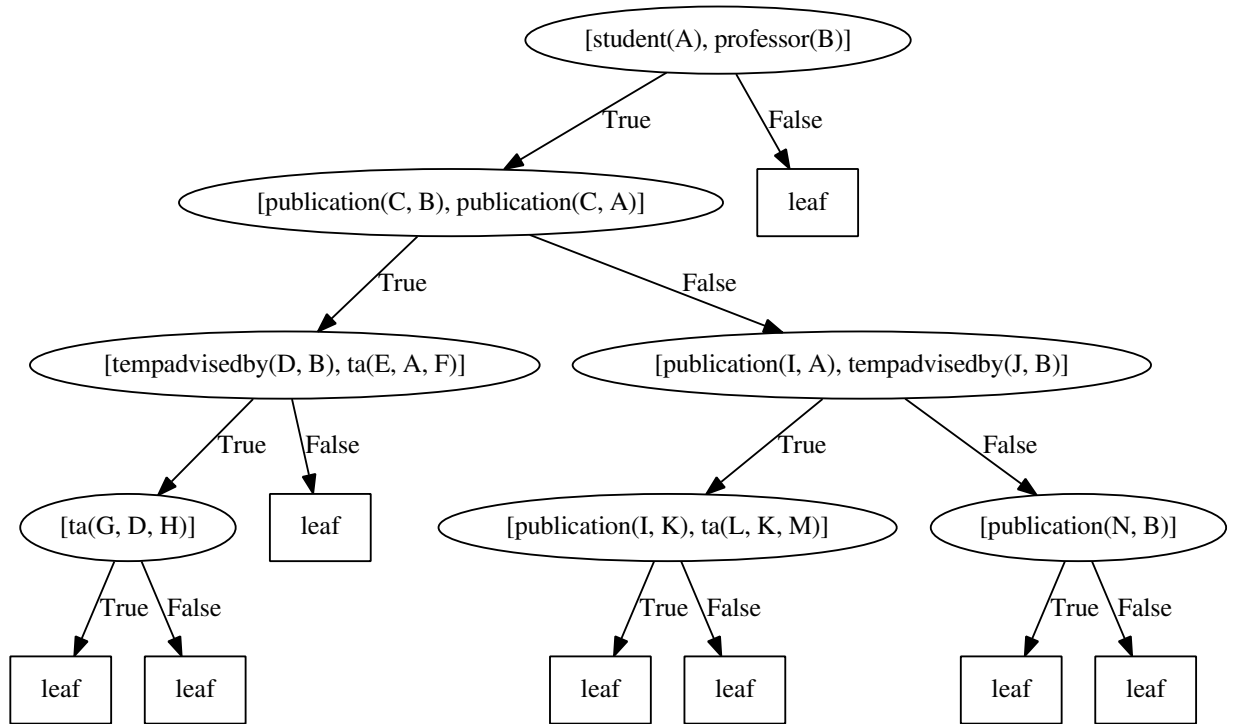 [student(A), professor(B)]
True
False
[publication(C, B), publication(C, A)]
leaf
True
False
[tempadvisedby(D, B), ta(E, A, F)]
[publication(I, A), tempadvisedby(J, B)]
True
False
True
False
[ta(G, D, H)]
leaf
[publication(I, K), ta(L, K, M)]
[publication(N, B)]
True
False
True
False
True
False
leaf
leaf
leaf
leaf
leaf
leaf